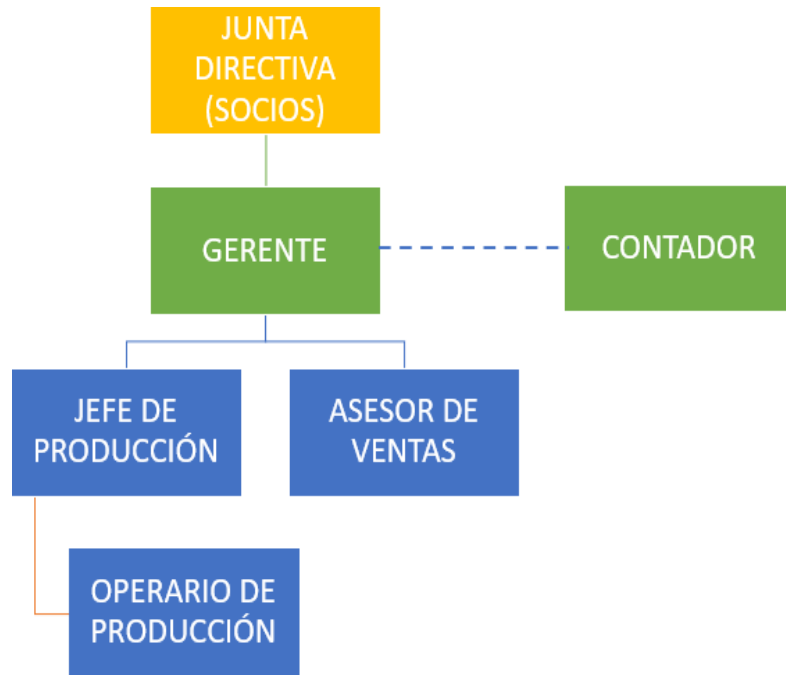 JUNTA
DIRECTIVA
(SOCIOS)
GERENTE
CONTADOR
JEFE DE
PRODUCCIÓN
ASESOR DE
VENTAS
OPERARIO DE
PRODUCCIÓN